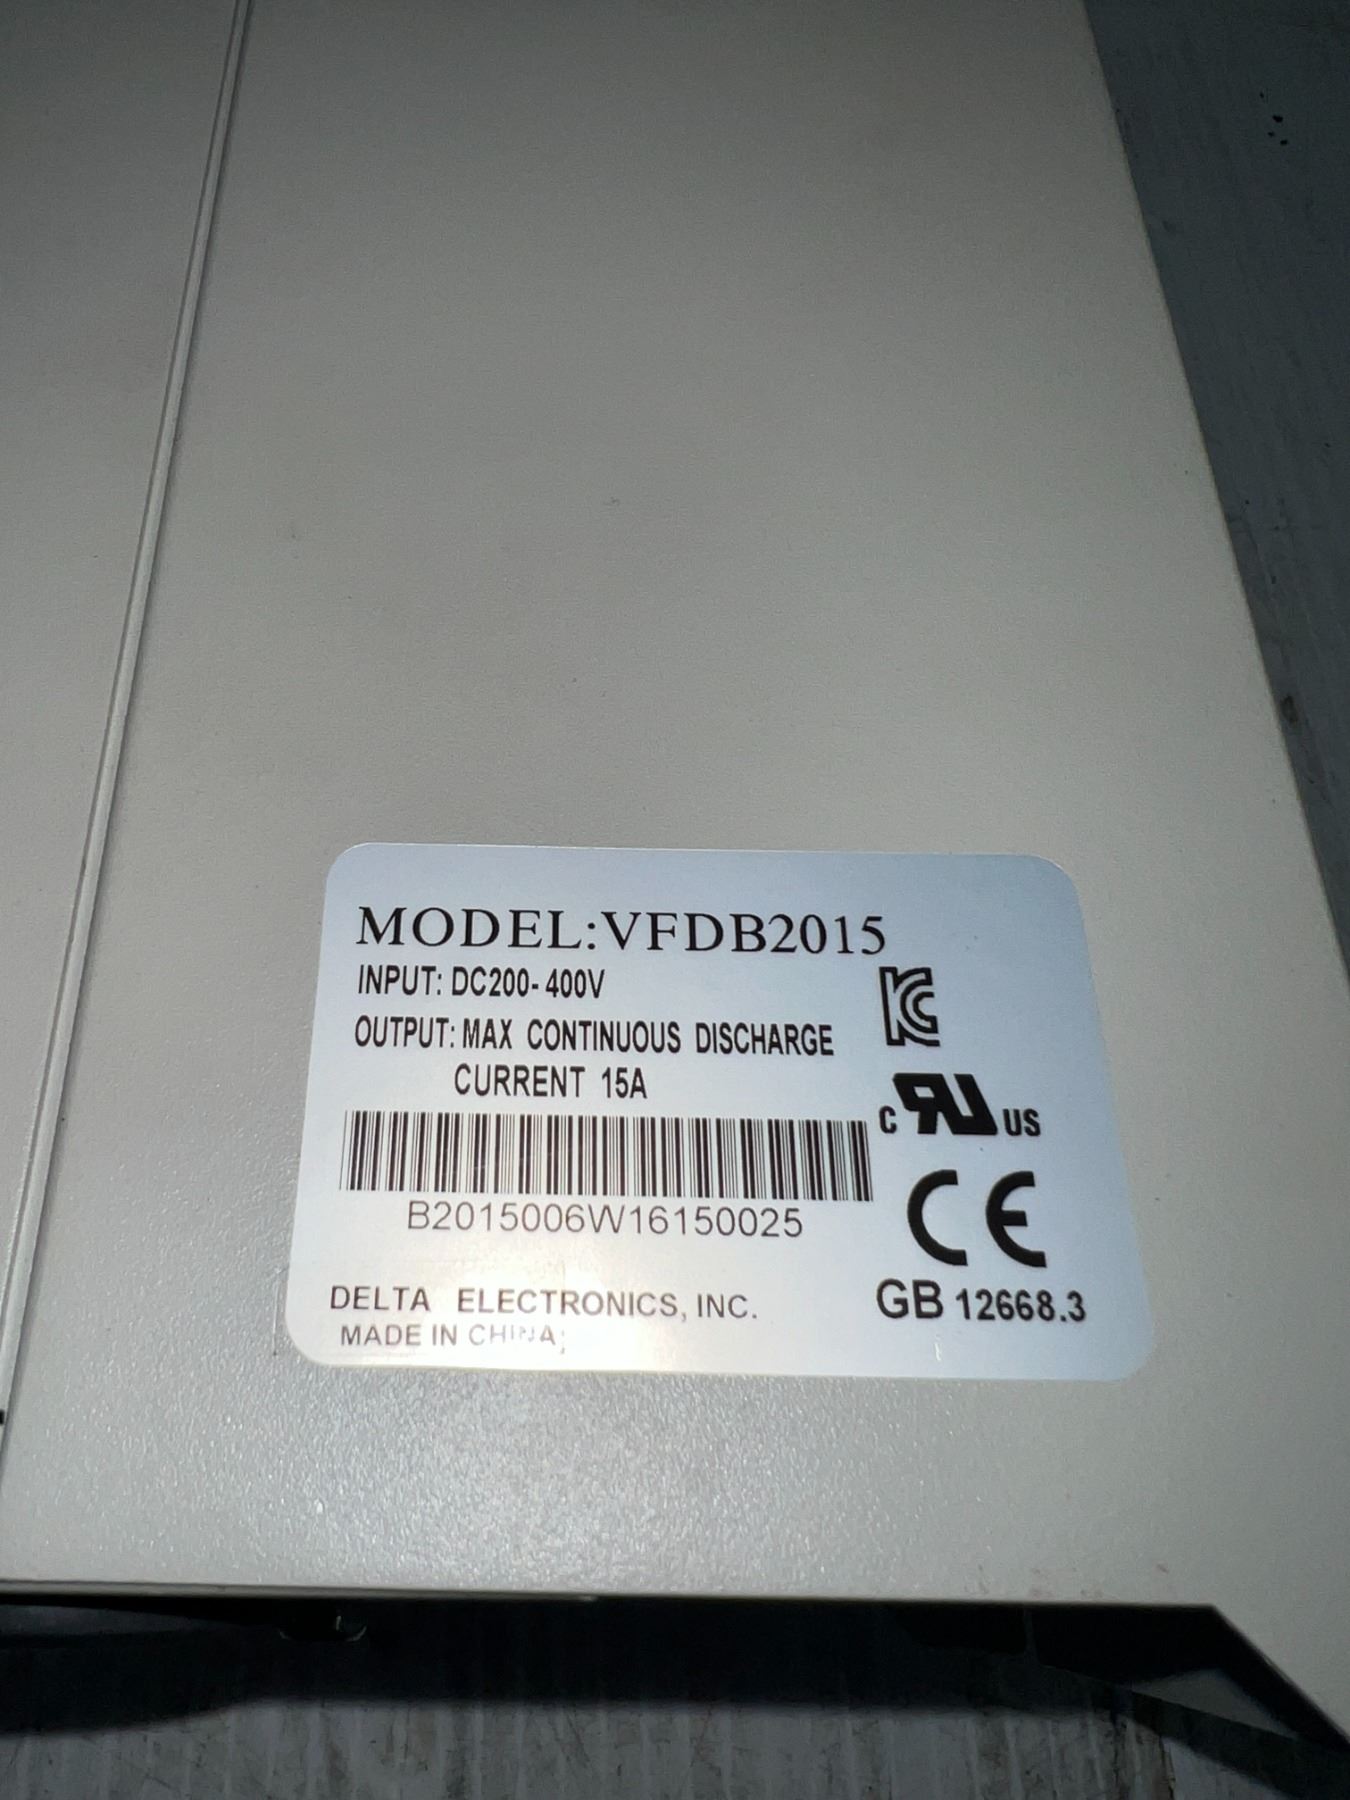 MODEL:VFDB2015
INPUT: DC200-400V
OUTPUT: MAX CONTINUOUS DISCHARGE
CURRENT 15A
C RU US
B2015006W16150025
CE
DELTA ELECTRONICS, INC.
GB 12668.3
MADE IN CHINA;